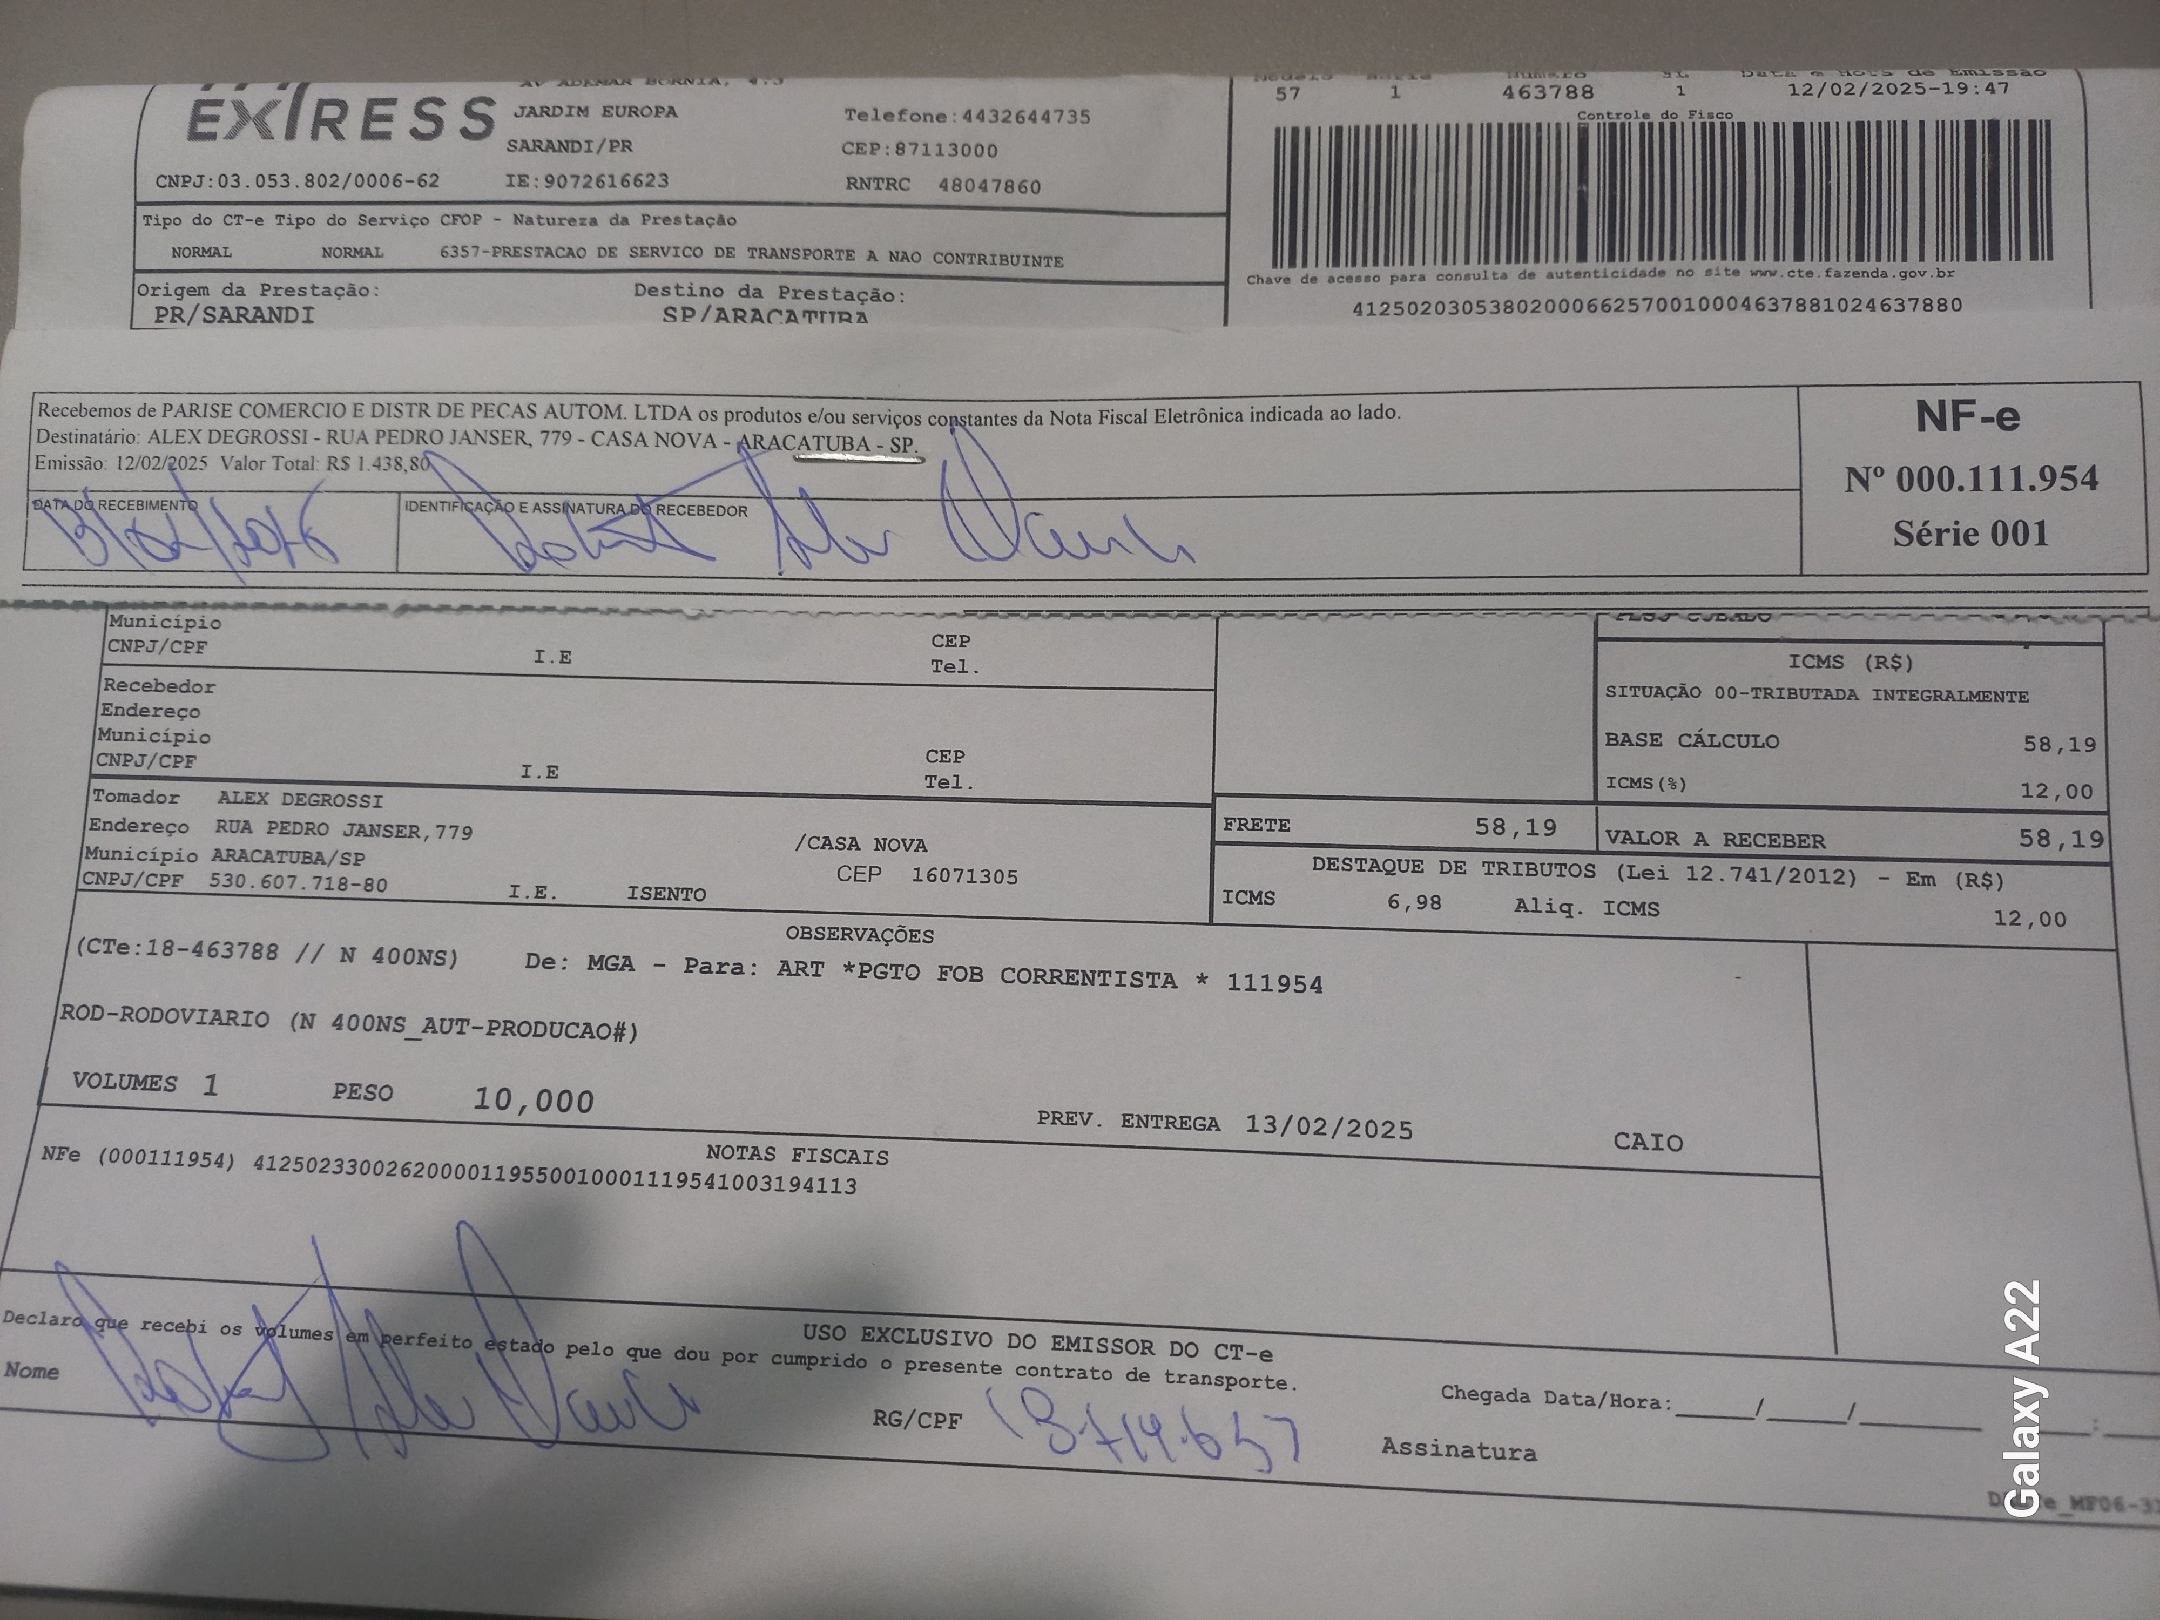 EXPRESS
JARDIM EUROPA
SARANDI/PR
Telefone:4432644735
CEP:87113000
CNPJ:03.053.802/0006-62 IE:9072616623 RNTRC 48047860
57 1 463788 1 12/02/2025-19:47
Controle do Fisco
Tipo do CT-e Tipo do Serviço CFOP - Natureza da Prestação
NORMAL NORMAL 6357-PRESTACAO DE SERVICO DE TRANSPORTE A NAO CONTRIBUINTE
Chave de acesso para consulta de autenticidade no site www.cte.fazenda.gov.br
41250203053802000662570010004637881024637880
Origem da Prestação: Destino da Prestação:
PR/SARANDI SP/ARACATUBA
Recebemos de PARISE COMERCIO E DISTR DE PECAS AUTOM. LTDA os produtos e/ou serviços constantes da Nota Fiscal Eletrônica indicada ao lado.
Destinatário: ALEX DEGROSSI - RUA PEDRO JANSER, 779 - CASA NOVA - ARACATUBA - SP.
Emissão: 12/02/2025 Valor Total: R$ 1.438,80
DATA DO RECEBIMENTO IDENTIFICAÇÃO E ASSINATURA DO RECEBEDOR
NF-e
Nº 000.111.954
Série 001
Município CEP
CNPJ/CPF I.E Tel.
Recebedor
Endereço
Município CEP
CNPJ/CPF I.E Tel.
PESO CUBADO
ICMS (R$)
SITUAÇÃO 00-TRIBUTADA INTEGRALMENTE
BASE CÁLCULO 58,19
ICMS(%) 12,00
Tomador ALEX DEGROSSI
Endereço RUA PEDRO JANSER,779 /CASA NOVA
Município ARACATUBA/SP CEP 16071305
CNPJ/CPF 530.607.718-80 I.E. ISENTO
FRETE 58,19 VALOR A RECEBER 58,19
DESTAQUE DE TRIBUTOS (Lei 12.741/2012) - Em (R$)
ICMS 6,98 Aliq. ICMS 12,00
OBSERVAÇÕES
(CTe:18-463788 // N 400NS) De: MGA - Para: ART *PGTO FOB CORRENTISTA * 111954
ROD-RODOVIARIO (N 400NS_AUT-PRODUCAO#)
VOLUMES 1 PESO 10,000 PREV. ENTREGA 13/02/2025 CAIO
NOTAS FISCAIS
NFe (000111954) 41250233002620000119550010001119541003194113
USO EXCLUSIVO DO EMISSOR DO CT-e
Declaro que recebi os volumes em perfeito estado pelo que dou por cumprido o presente contrato de transporte.
Nome RG/CPF Chegada Data/Hora:_____/_____/________ ____:____
Assinatura
Galaxy A22